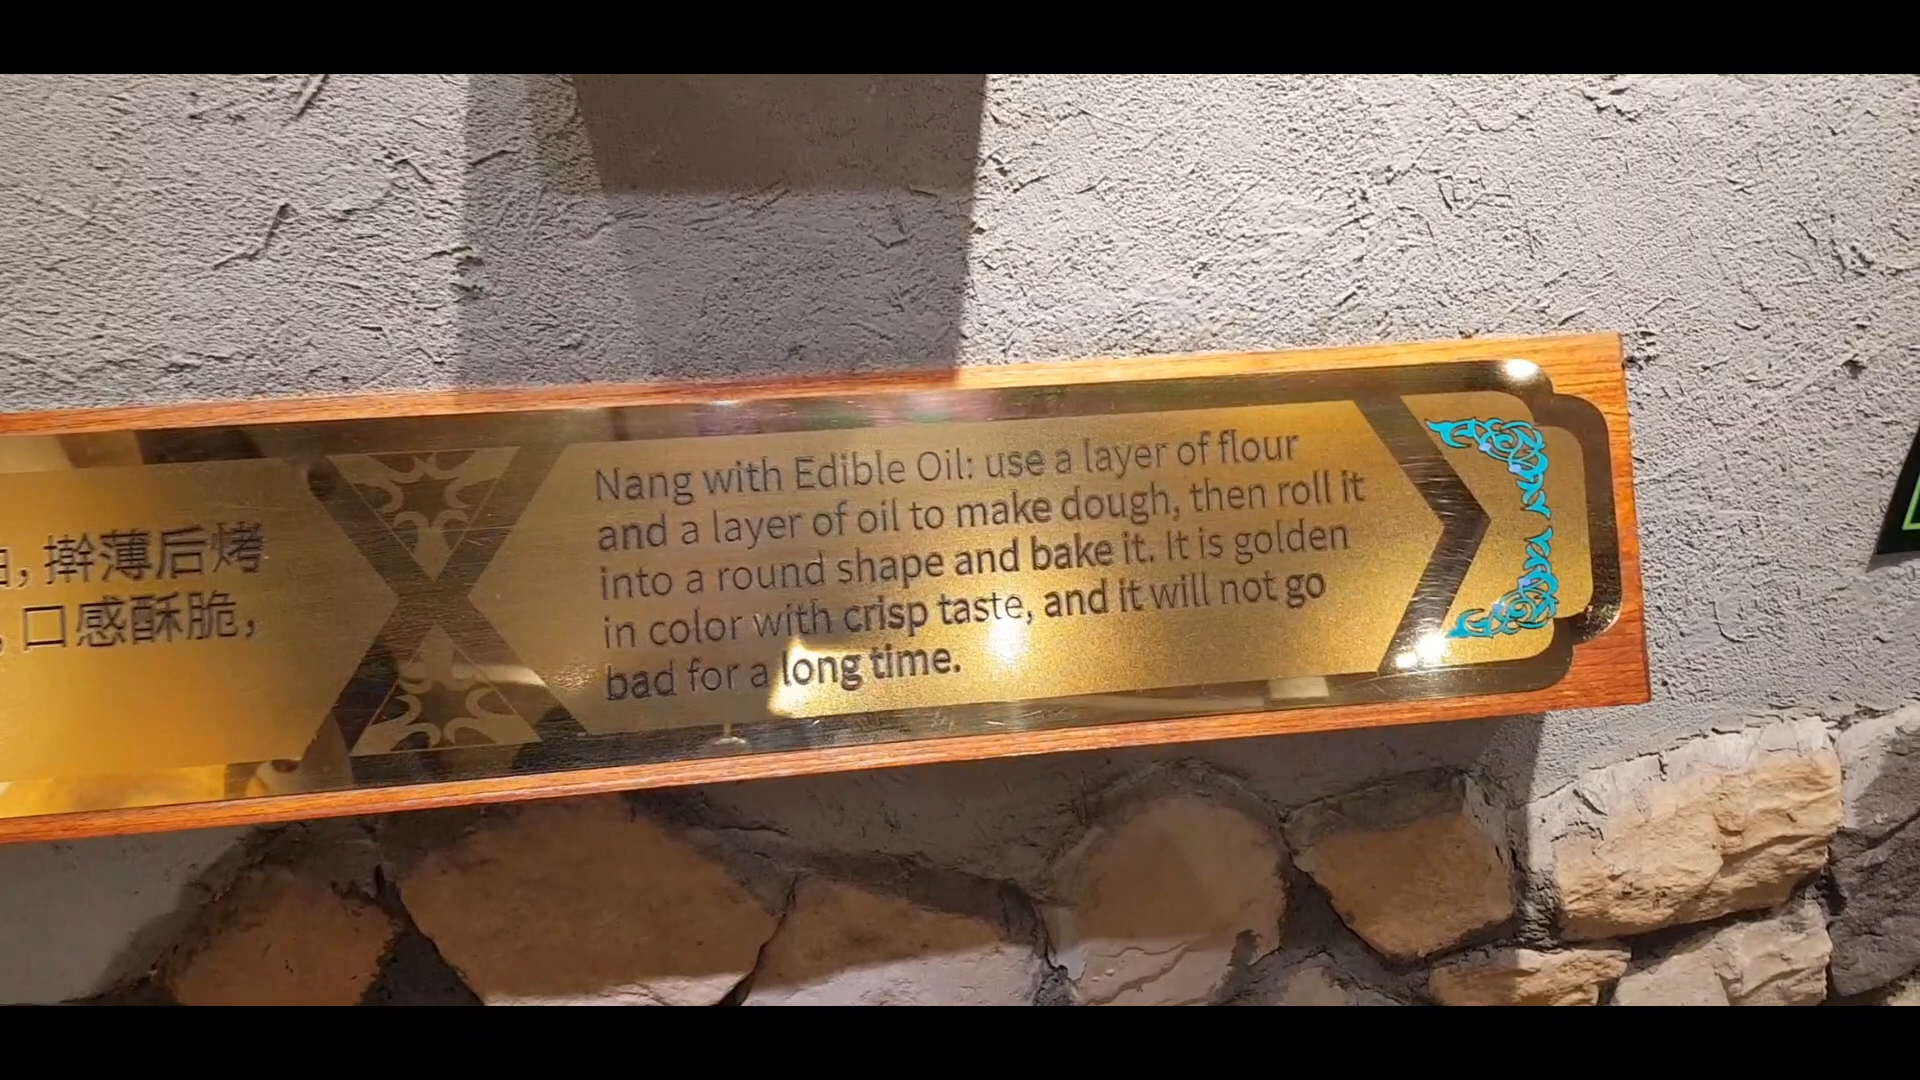 ，擀薄后烤
，口感酥脆，
Nang with Edible Oil: use a layer of flour
and a layer of oil to make dough, then roll it
into a round shape and bake it. It is golden
in color with crisp taste, and it will not go
bad for a long time.